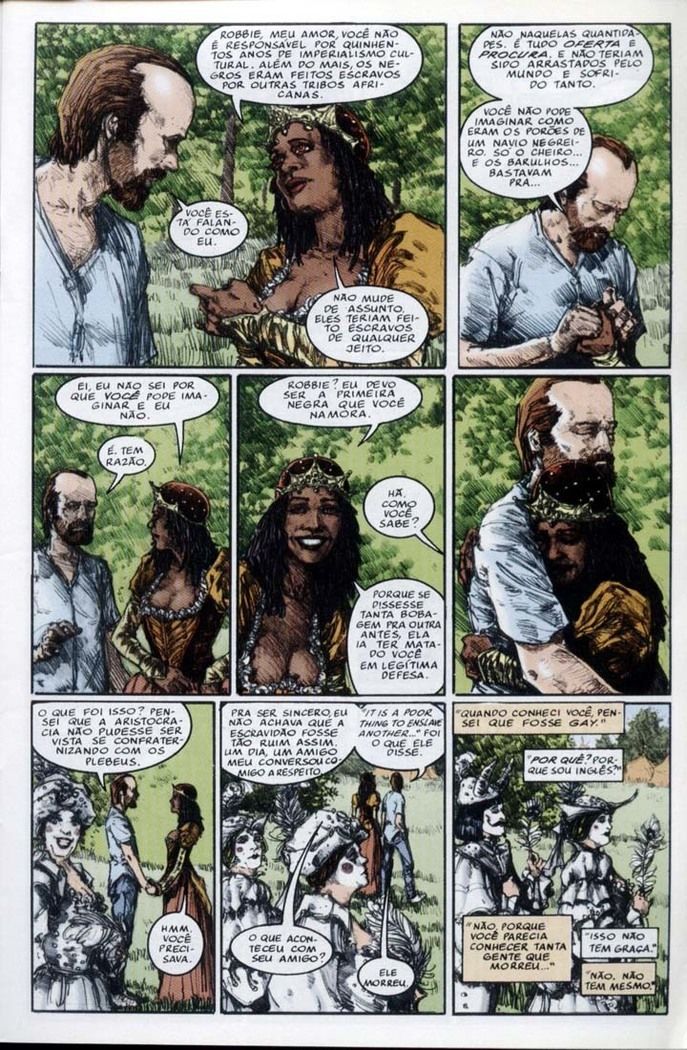 ROBBIE, MEU AMOR, VOCÊ NÃO
É RESPONSÁVEL POR QUINHEN-
TOS ANOS DE IMPERIALISMO CUL-
TURAL. ALÉM DO MAIS, OS NE-
GROS ERAM FEITOS ESCRAVOS
POR OUTRAS TRIBOS AFRI-
CANAS.
VOCÊ ES-
TÁ FALAN-
DO COMO
EU.
NÃO MUDE
DE ASSUNTO.
ELES TERIAM FEI-
TO ESCRAVOS
DE QUALQUER
JEITO.
NÃO NAQUELAS QUANTIDA-
DES. É TUDO OFERTA E
PROCURA. E NÃO TERIAM
SIDO ARRASTADOS PELO
MUNDO E SOFRI-
DO TANTO.
VOCÊ NÃO PODE
IMAGINAR COMO
ERAM OS PORÕES DE
UM NAVIO NEGREI-
RO. SÓ O CHEIRO...
E OS BARULHOS...
BASTAVAM
PRA...
EI, EU NÃO SEI POR
QUE VOCÊ PODE IMA-
GINAR E EU
NÃO.
É. TEM
RAZÃO.
ROBBIE? EU DEVO
SER A PRIMEIRA
NEGRA QUE VOCÊ
NAMORA.
HÃ,
COMO
VOCÊ
SABE?
PORQUE SE
DISSESSE
TANTA BOBA-
GEM PRA OUTRA
ANTES, ELA
IA TER MATA-
DO VOCÊ
EM LEGÍTIMA
DEFESA.
O QUE FOI ISSO? PEN-
SEI QUE A ARISTOCRA-
CIA NÃO PUDESSE SER
VISTA SE CONFRATER-
NIZANDO COM OS
PLEBEUS.
HMM.
VOCÊ
PRECI-
SAVA.
PRA SER SINCERO, EU
NÃO ACHAVA QUE A
ESCRAVIDÃO FOSSE
TÃO RUIM ASSIM.
UM DIA, UM AMIGO
MEU CONVERSOU CO-
MIGO A RESPEITO.
"IT IS A POOR
THING TO ENSLAVE
ANOTHER..." FOI
O QUE ELE
DISSE.
O QUE ACON-
TECEU COM
SEU AMIGO?
ELE
MORREU.
"QUANDO CONHECI VOCÊ, PEN-
SEI QUE FOSSE GAY."
"POR QUÊ? POR-
QUE SOU INGLÊS?"
"NÃO, PORQUE
VOCÊ PARECIA
CONHECER TANTA
GENTE QUE
MORREU..."
"ISSO NÃO
TEM GRAÇA."
"NÃO, NÃO
TEM MESMO."